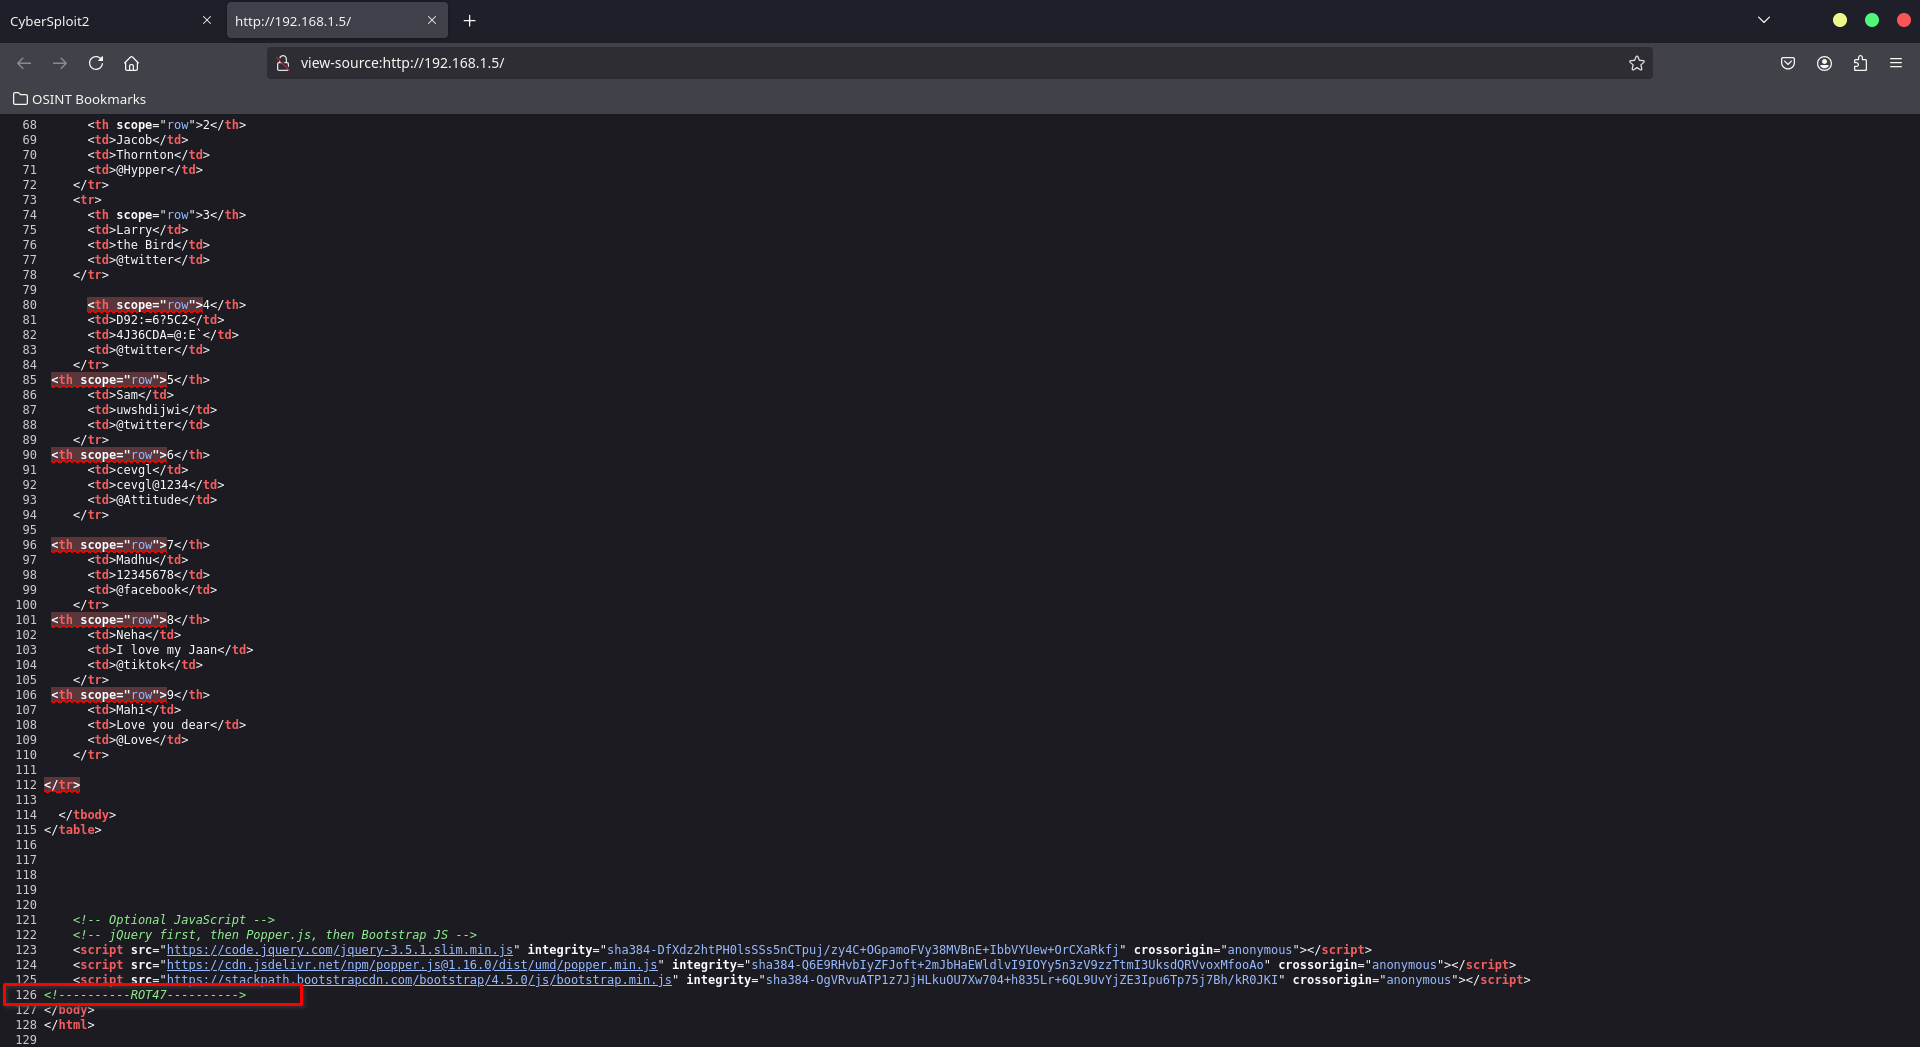 CyberSploit2
http://192.168.1.5/
view-source:http://192.168.1.5/
OSINT Bookmarks
68 <th scope="row">2</th>
69 <td>Jacob</td>
70 <td>Thornton</td>
71 <td>@Hypper</td>
72 </tr>
73 <tr>
74 <th scope="row">3</th>
75 <td>Larry</td>
76 <td>the Bird</td>
77 <td>@twitter</td>
78 </tr>
79
80 <th scope="row">4</th>
81 <td>D92:=6?5C2</td>
82 <td>4J36CDA=@:E`</td>
83 <td>@twitter</td>
84 </tr>
85 <th scope="row">5</th>
86 <td>Sam</td>
87 <td>uwshdijwi</td>
88 <td>@twitter</td>
89 </tr>
90 <th scope="row">6</th>
91 <td>cevgl</td>
92 <td>cevgl@1234</td>
93 <td>@Attitude</td>
94 </tr>
95
96 <th scope="row">7</th>
97 <td>Madhu</td>
98 <td>12345678</td>
99 <td>@facebook</td>
100 </tr>
101 <th scope="row">8</th>
102 <td>Neha</td>
103 <td>I love my Jaan</td>
104 <td>@tiktok</td>
105 </tr>
106 <th scope="row">9</th>
107 <td>Mahi</td>
108 <td>Love you dear</td>
109 <td>@Love</td>
110 </tr>
111
112 </tr>
113
114 </tbody>
115 </table>
116
117
118
119
120
121 <!-- Optional JavaScript -->
122 <!-- jQuery first, then Popper.js, then Bootstrap JS -->
123 <script src="https://code.jquery.com/jquery-3.5.1.slim.min.js" integrity="sha384-DfXdz2htPH0lsSSs5nCTpuj/zy4C+OGpamoFVy38MVBnE+IbbVYUew+OrCXaRkfj" crossorigin="anonymous"></script>
124 <script src="https://cdn.jsdelivr.net/npm/popper.js@1.16.0/dist/umd/popper.min.js" integrity="sha384-Q6E9RHvbIyZFJoft+2mJbHaEWldlvI9IOYy5n3zV9zzTtmI3UksdQRVvoxMfooAo" crossorigin="anonymous"></script>
125 <script src="https://stackpath.bootstrapcdn.com/bootstrap/4.5.0/js/bootstrap.min.js" integrity="sha384-OgVRvuATP1z7JjHLkuOU7Xw704+h835Lr+6QL9UvYjZE3Ipu6Tp75j7Bh/kR0JKI" crossorigin="anonymous"></script>
126 <!----------ROT47---------->
127 </body>
128 </html>
129